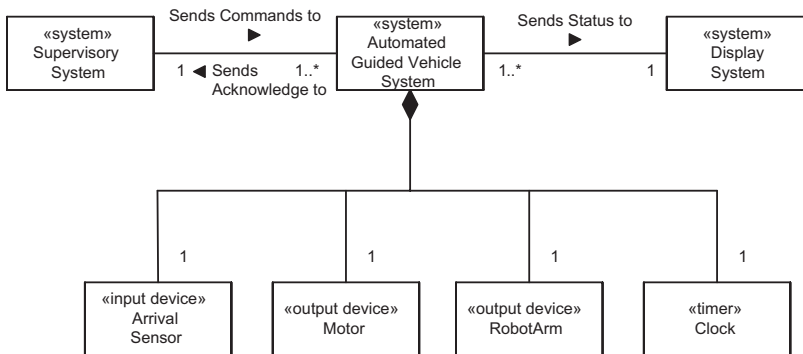 «system»
Supervisory
System
Sends Commands to
1
Sends
Acknowledge to
1..*
«system»
Automated
Guided Vehicle
System
Sends Status to
1..*
1
«system»
Display
System
1
1
1
1
«input device»
Arrival
Sensor
«output device»
Motor
«output device»
RobotArm
«timer»
Clock